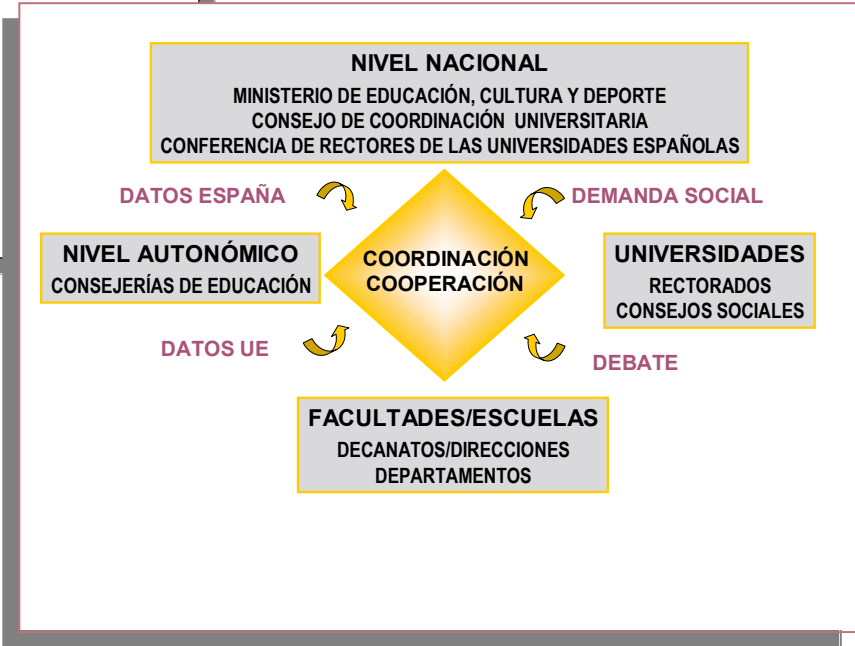 NIVEL NACIONAL
MINISTERIO DE EDUCACIÓN, CULTURA Y DEPORTE
CONSEJO DE COORDINACIÓN UNIVERSITARIA
CONFERENCIA DE RECTORES DE LAS UNIVERSIDADES ESPAÑOLAS
DATOS ESPAÑA
DEMANDA SOCIAL
NIVEL AUTONÓMICO
CONSEJERÍAS DE EDUCACIÓN
COORDINACIÓN
COOPERACIÓN
UNIVERSIDADES
RECTORADOS
CONSEJOS SOCIALES
DATOS UE
DEBATE
FACULTADES/ESCUELAS
DECANATOS/DIRECCIONES
DEPARTAMENTOS